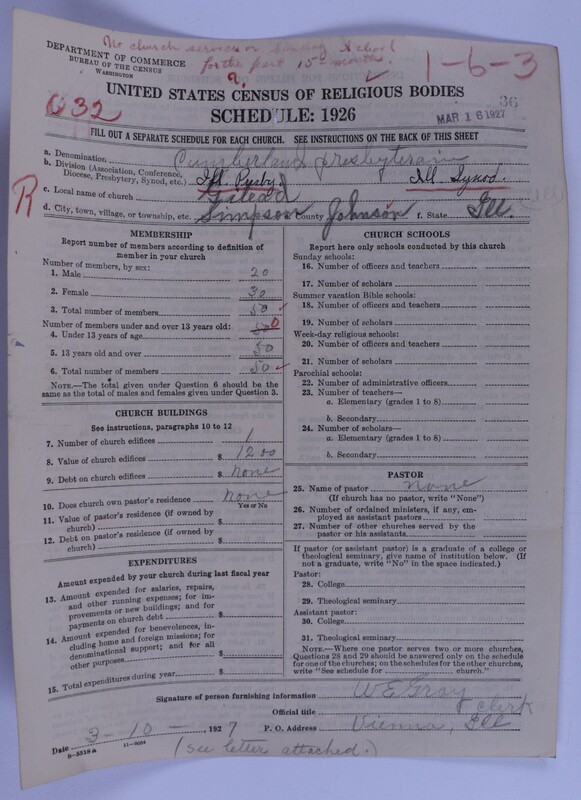 No church services or Sunday School
for the past 15 months.
DEPARTMENT OF COMMERCE
BUREAU OF THE CENSUS
WASHINGTON
1-6-3
UNITED STATES CENSUS OF RELIGIOUS BODIES
SCHEDULE: 1926
36
MAR 16 1927
032
FILL OUT A SEPARATE SCHEDULE FOR EACH CHURCH. SEE INSTRUCTIONS ON THE BACK OF THIS SHEET
a. Denomination Cumberland presbyterain
b. Division (Association, Conference, Diocese, Presbytery, Synod, etc.) Ill. Synod.
c. Local name of church Gilead
R
d. City, town, village, or township, etc. Simpson County Johnson f. State Ill.
MEMBERSHIP
Report number of members according to definition of
member in your church
Number of members, by sex:
1. Male 20
2. Female 30
3. Total number of members 50
Number of members under and over 13 years old:
4. Under 13 years of age 0
5. 13 years old and over 50
6. Total number of members 50
NOTE.—The total given under Question 6 should be
same as the total of males and females given under Question 3.
CHURCH BUILDINGS
See instructions, paragraphs 10 to 12
7. Number of church edifices 1
8. Value of church edifices $ 1200
9. Debt on church edifices $ None
10. Does church own pastor's residence none
Yes or No
11. Value of pastor's residence (if owned by
church) $
12. Debt on pastor's residence (if owned by
church) $
EXPENDITURES
Amount expended by your church during last fiscal year
13. Amount expended for salaries, repairs,
and other running expenses; for im-
provements or new buildings; and for
payments on church debt $
14. Amount expended for benevolences, in-
cluding home and foreign missions; for
denominational support; and for all
other purposes $
15. Total expenditures during year $
CHURCH SCHOOLS
Report here only schools conducted by this church
Sunday schools:
16. Number of officers and teachers
17. Number of scholars
Summer vacation Bible schools:
18. Number of officers and teachers
19. Number of scholars
Week-day religious schools:
20. Number of officers and teachers
21. Number of scholars
Parochial schools:
22. Number of administrative officers
23. Number of teachers—
a. Elementary (grades 1 to 8)
b. Secondary
24. Number of scholars—
a. Elementary (grades 1 to 8)
b. Secondary
PASTOR
25. Name of pastor None
(If church has no pastor, write "None")
26. Number of ordained ministers, if any, em-
ployed as assistant pastors
27. Number of other churches served by the
pastor or his assistants
If pastor (or assistant pastor) is a graduate of a college or
theological seminary, give name of institution below. (If
not a graduate, write "No" in the space indicated.)
Pastor:
28. College
29. Theological seminary
Assistant pastor:
30. College
31. Theological seminary
NOTE.—Where one pastor serves two or more churches,
Questions 28 and 29 should be answered only on the schedule
for one of the churches; on the schedules for the other churches,
write "See schedule for church."
Signature of person furnishing information W E Gray
Official title clerk
Date 3-10- 1927 P. O. Address Vienna, Ill
8-5518a 11-9054
(see letter attached.)